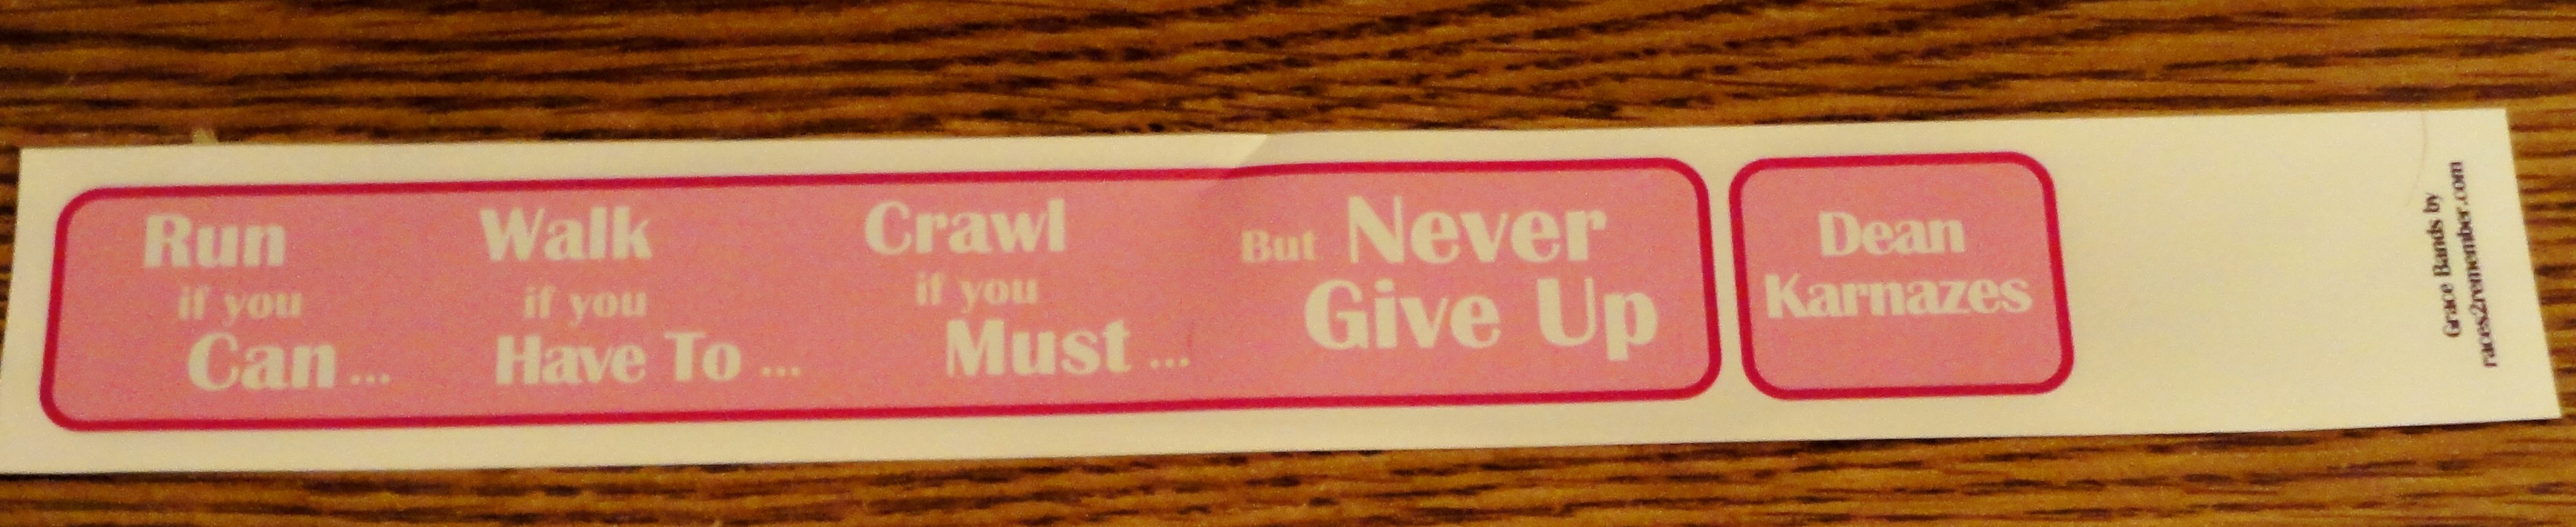 Run
if you
Can ...
Walk
if you
Have To ...
Crawl
if you
Must ...
But Never
Give Up
Dean
Karnazes
Grace Bands by
races2remember.com